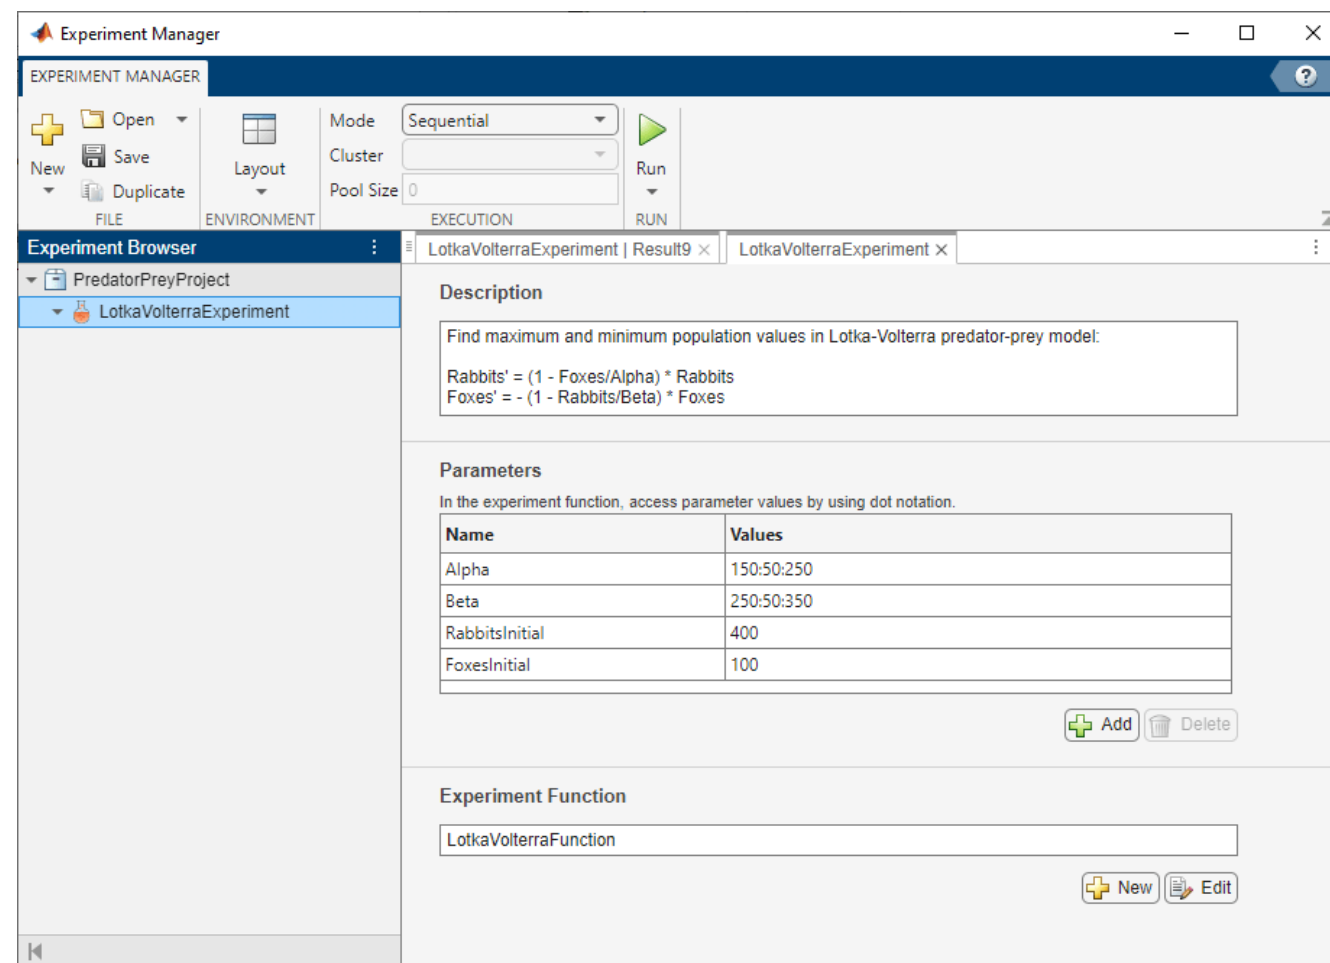 Experiment Manager
EXPERIMENT MANAGER
?
New
Open
Save
Duplicate
FILE
Layout
ENVIRONMENT
Mode Sequential
Cluster
Pool Size 0
EXECUTION
Run
RUN
Experiment Browser
PredatorPreyProject
LotkaVolterraExperiment
LotkaVolterraExperiment | Result9
LotkaVolterraExperiment
Description
Find maximum and minimum population values in Lotka-Volterra predator-prey model:
Rabbits' = (1 - Foxes/Alpha) * Rabbits
Foxes' = - (1 - Rabbits/Beta) * Foxes
Parameters
In the experiment function, access parameter values by using dot notation.
Name Values
Alpha 150:50:250
Beta 250:50:350
RabbitsInitial 400
FoxesInitial 100
Add Delete
Experiment Function
LotkaVolterraFunction
New Edit